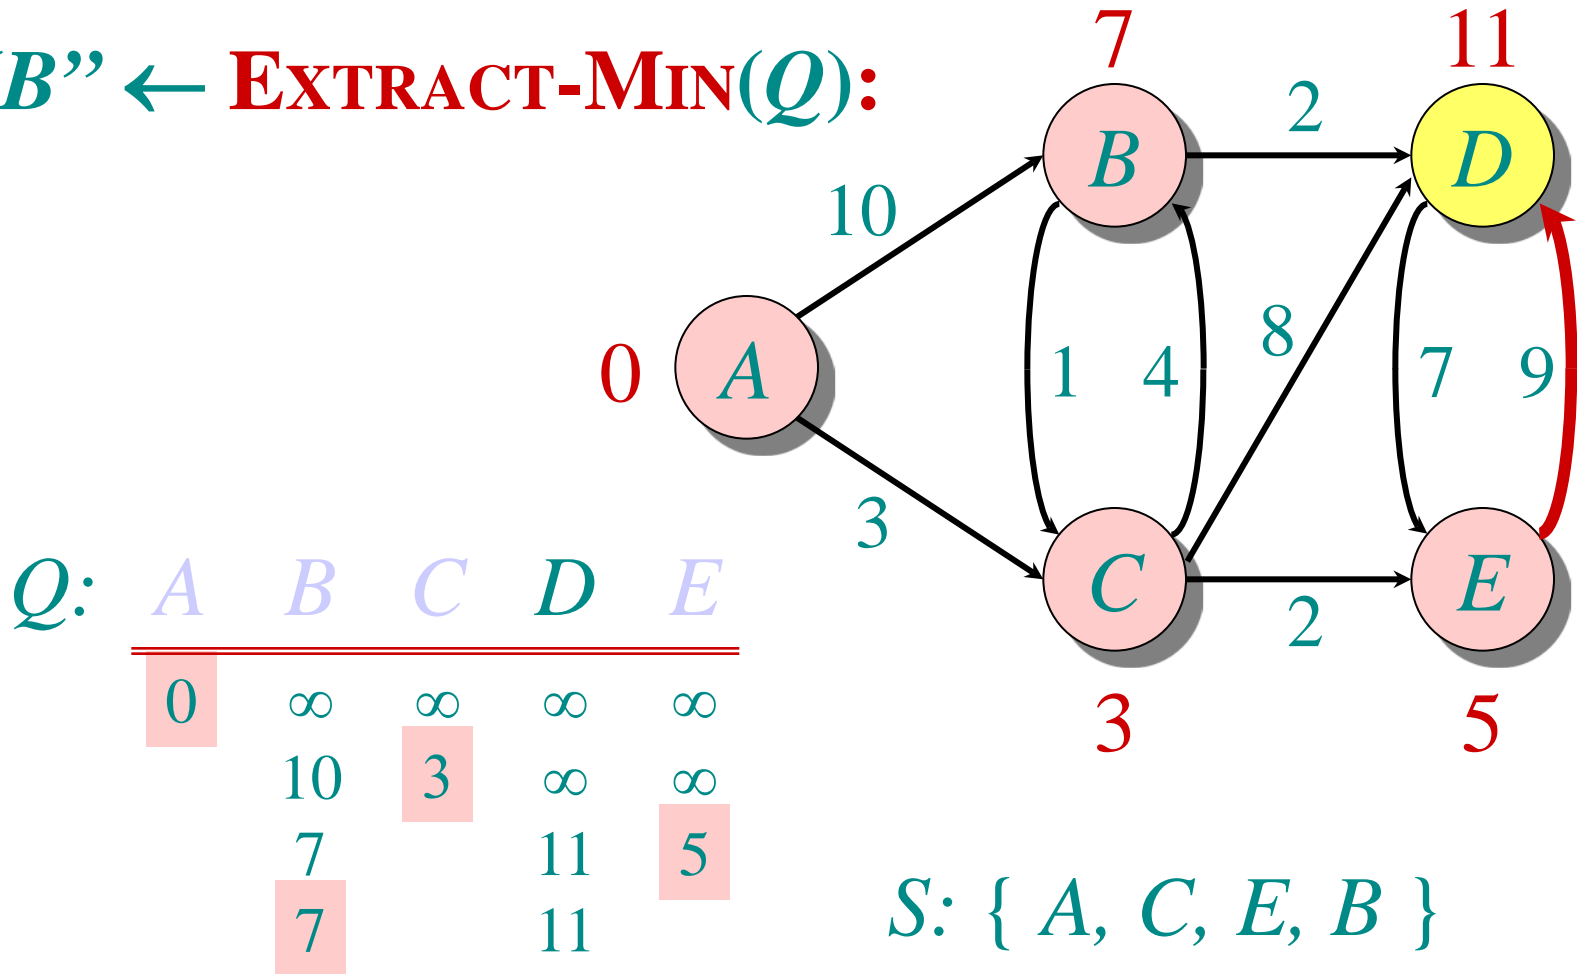 B” ← EXTRACT-MIN(Q):
7
11
B
2
D
10
0
A
1
4
8
7
9
3
C
2
E
3
5
Q: A B C D E
0 ∞ ∞ ∞ ∞
10 3 ∞ ∞
7 11 5
7 11
S: { A, C, E, B }